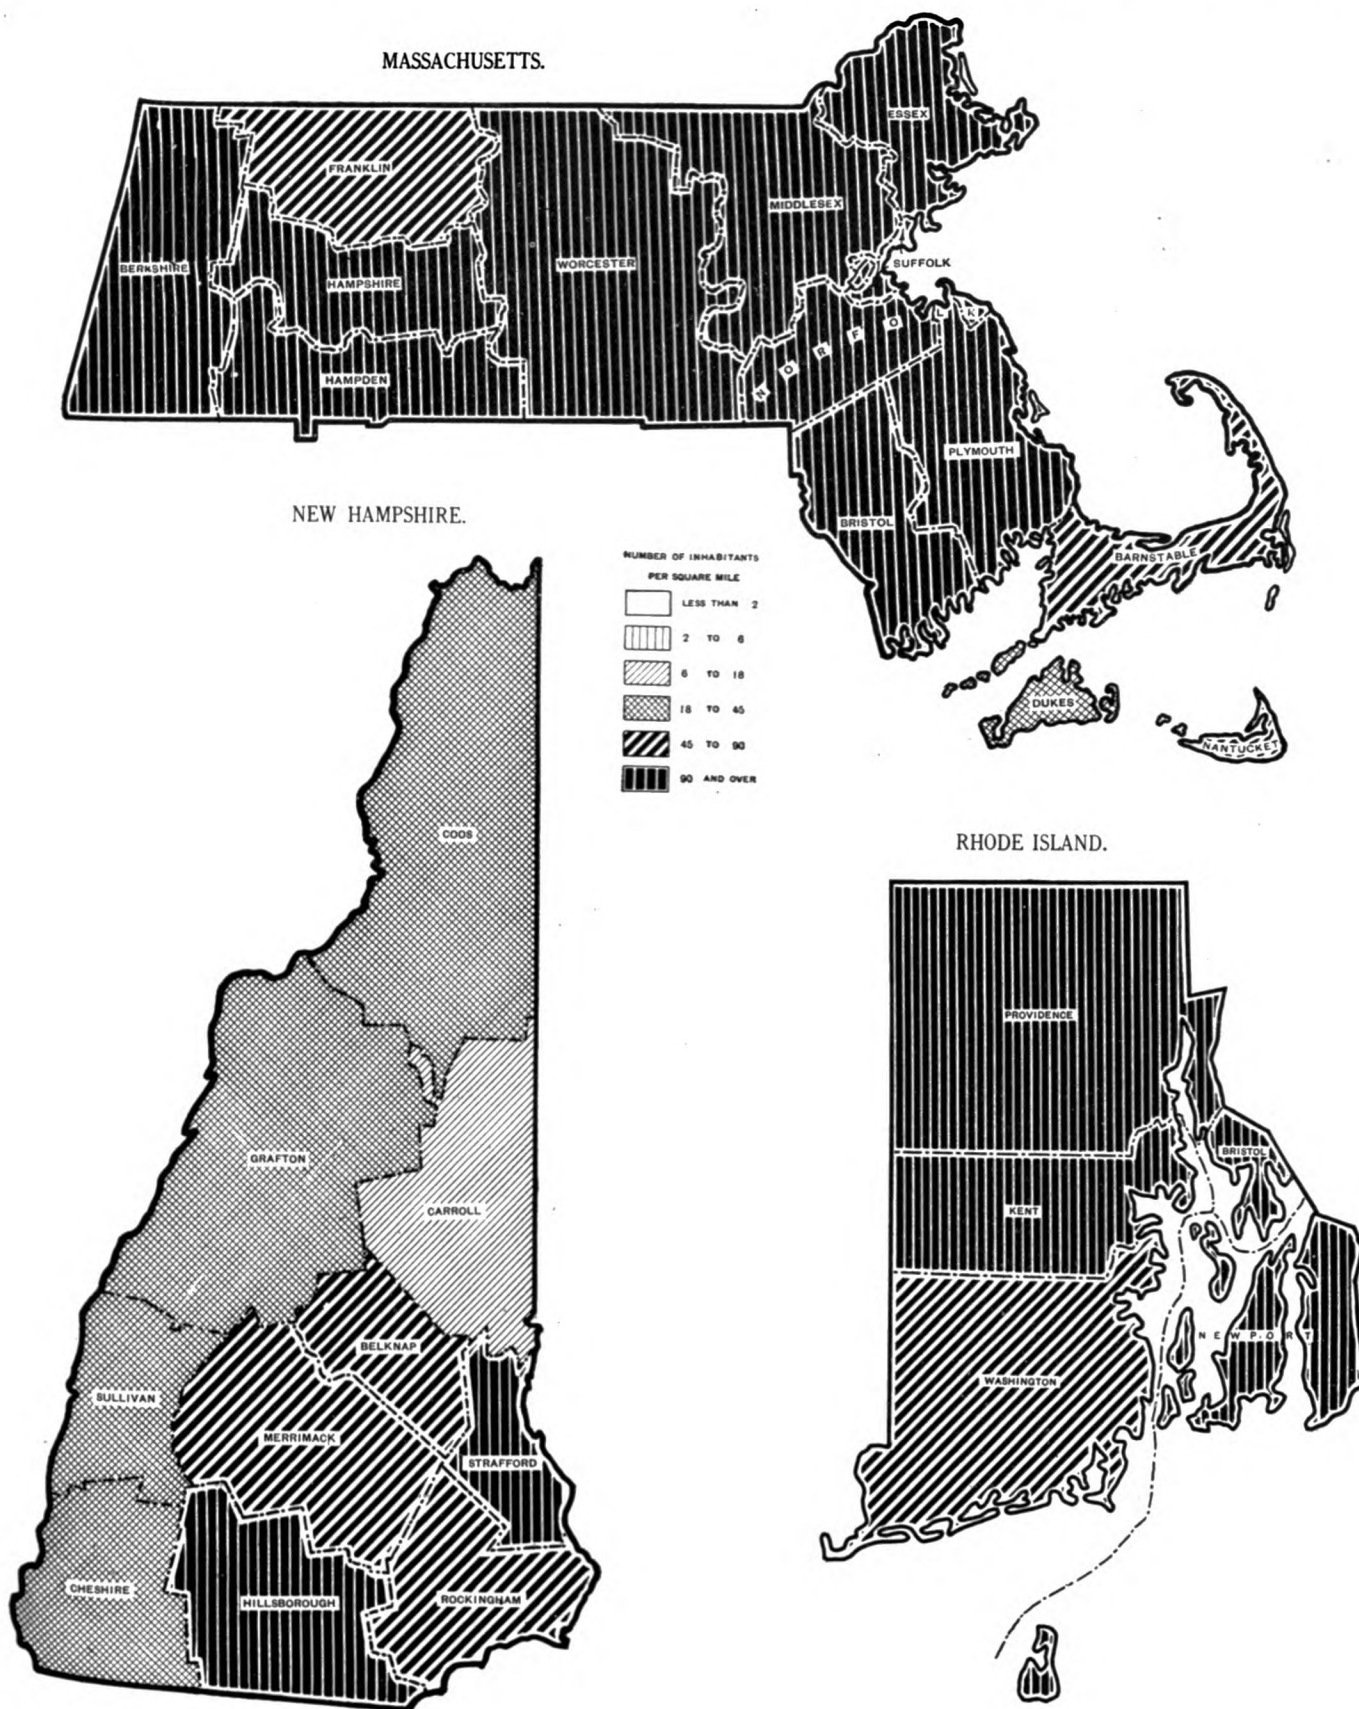 MASSACHUSETTS.
ESSEX
FRANKLIN
MIDDLESEX
BERKSHIRE
WORCESTER
SUFFOLK
HAMPSHIRE
NORFOLK
HAMPDEN
PLYMOUTH
BRISTOL
BARNSTABLE
DUKES
NANTUCKET
NEW HAMPSHIRE.
NUMBER OF INHABITANTS
PER SQUARE MILE
LESS THAN 2
2 TO 6
6 TO 18
18 TO 45
45 TO 90
90 AND OVER
COOS
GRAFTON
CARROLL
BELKNAP
SULLIVAN
MERRIMACK
STRAFFORD
CHESHIRE
HILLSBOROUGH
ROCKINGHAM
RHODE ISLAND.
PROVIDENCE
BRISTOL
KENT
NEWPORT
WASHINGTON